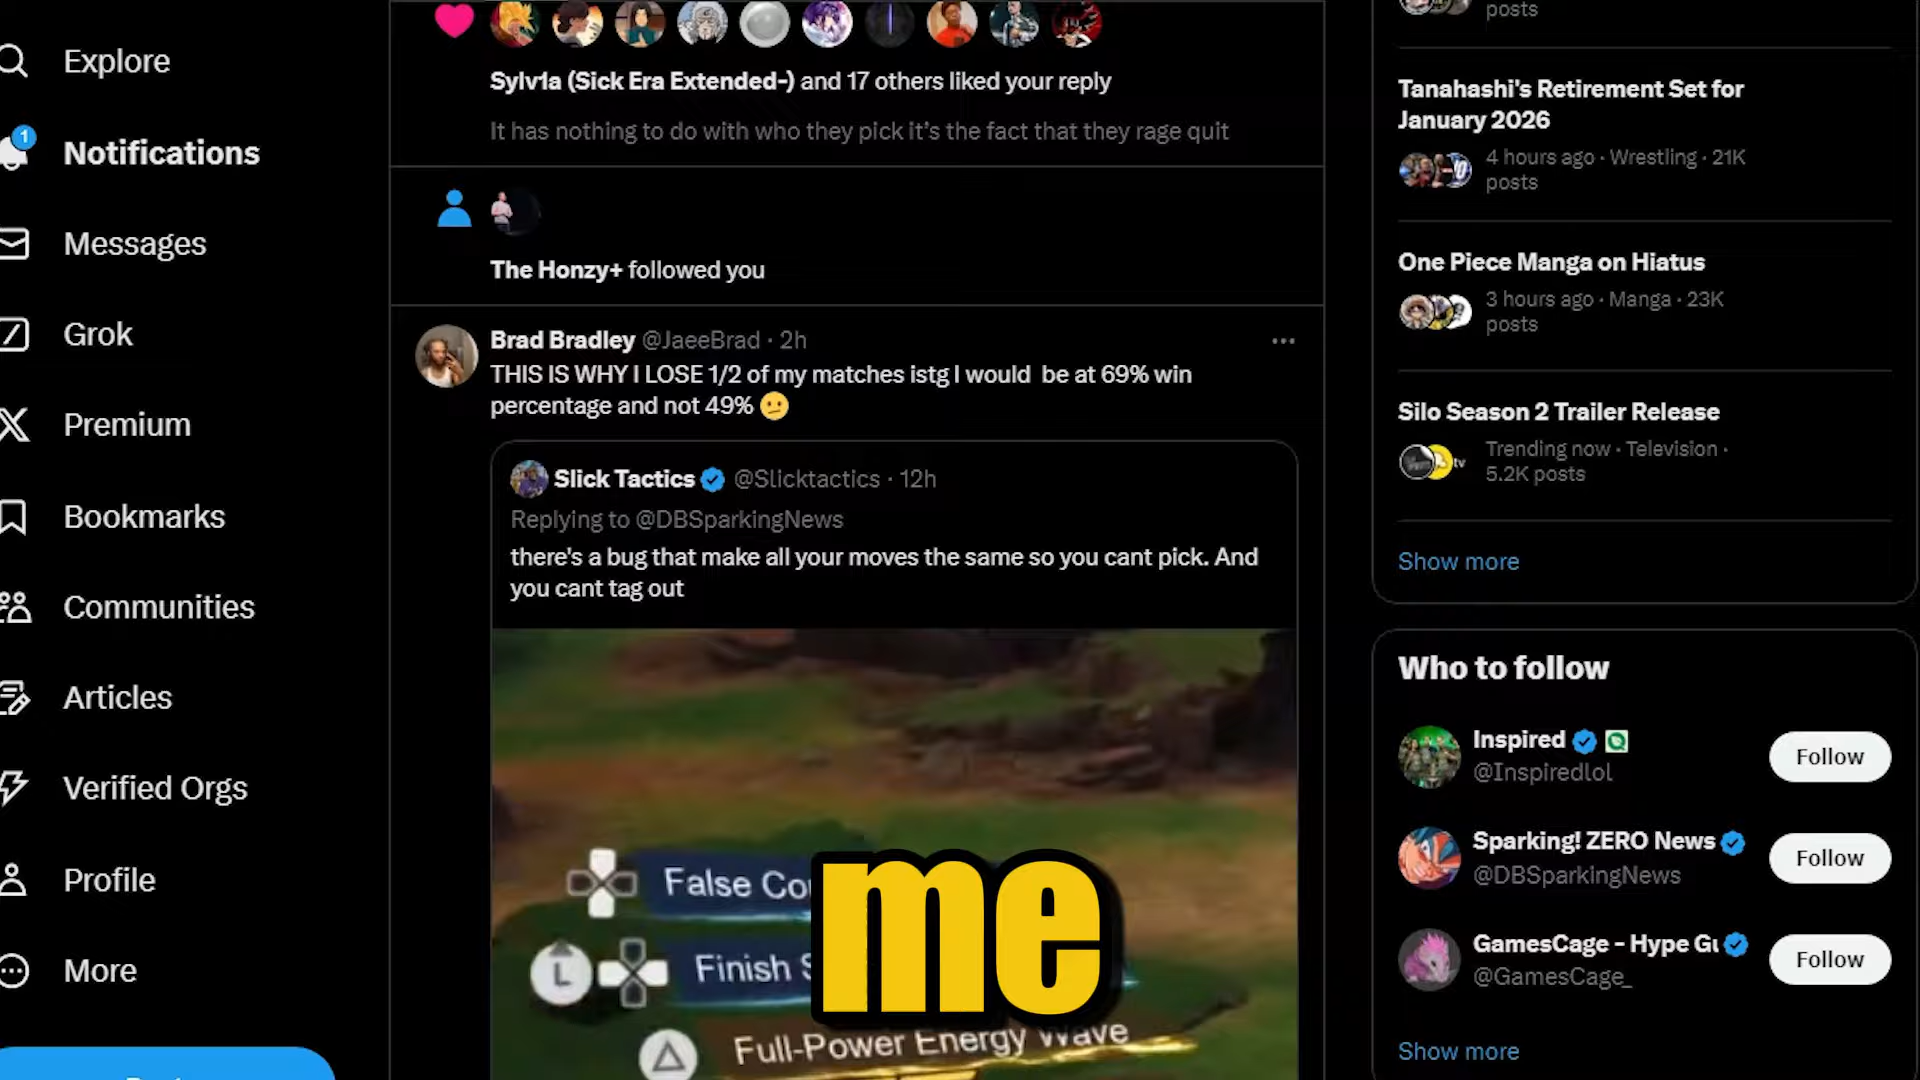 Explore
1
Notifications
Messages
Grok
Premium
Bookmarks
Communities
Articles
Verified Orgs
Profile
More
Sylv1a (Sick Era Extended-) and 17 others liked your reply
It has nothing to do with who they pick it's the fact that they rage quit
The Honzy+ followed you
Brad Bradley @JaeeBrad · 2h
THIS IS WHY I LOSE 1/2 of my matches istg I would be at 69% win
percentage and not 49% 😕
Slick Tactics @Slicktactics · 12h
Replying to @DBSparkingNews
there's a bug that make all your moves the same so you cant pick. And
you cant tag out
False Co
L Finish S
Full-Power Energy Wave
me
posts
Tanahashi's Retirement Set for
January 2026
4 hours ago · Wrestling · 21K
posts
One Piece Manga on Hiatus
3 hours ago · Manga · 23K
posts
Silo Season 2 Trailer Release
Trending now · Television ·
5.2K posts
tv
Show more
Who to follow
Inspired
@Inspiredlol
Follow
Sparking! ZERO News
@DBSparkingNews
Follow
GamesCage - Hype Gu
@GamesCage_
Follow
Show more